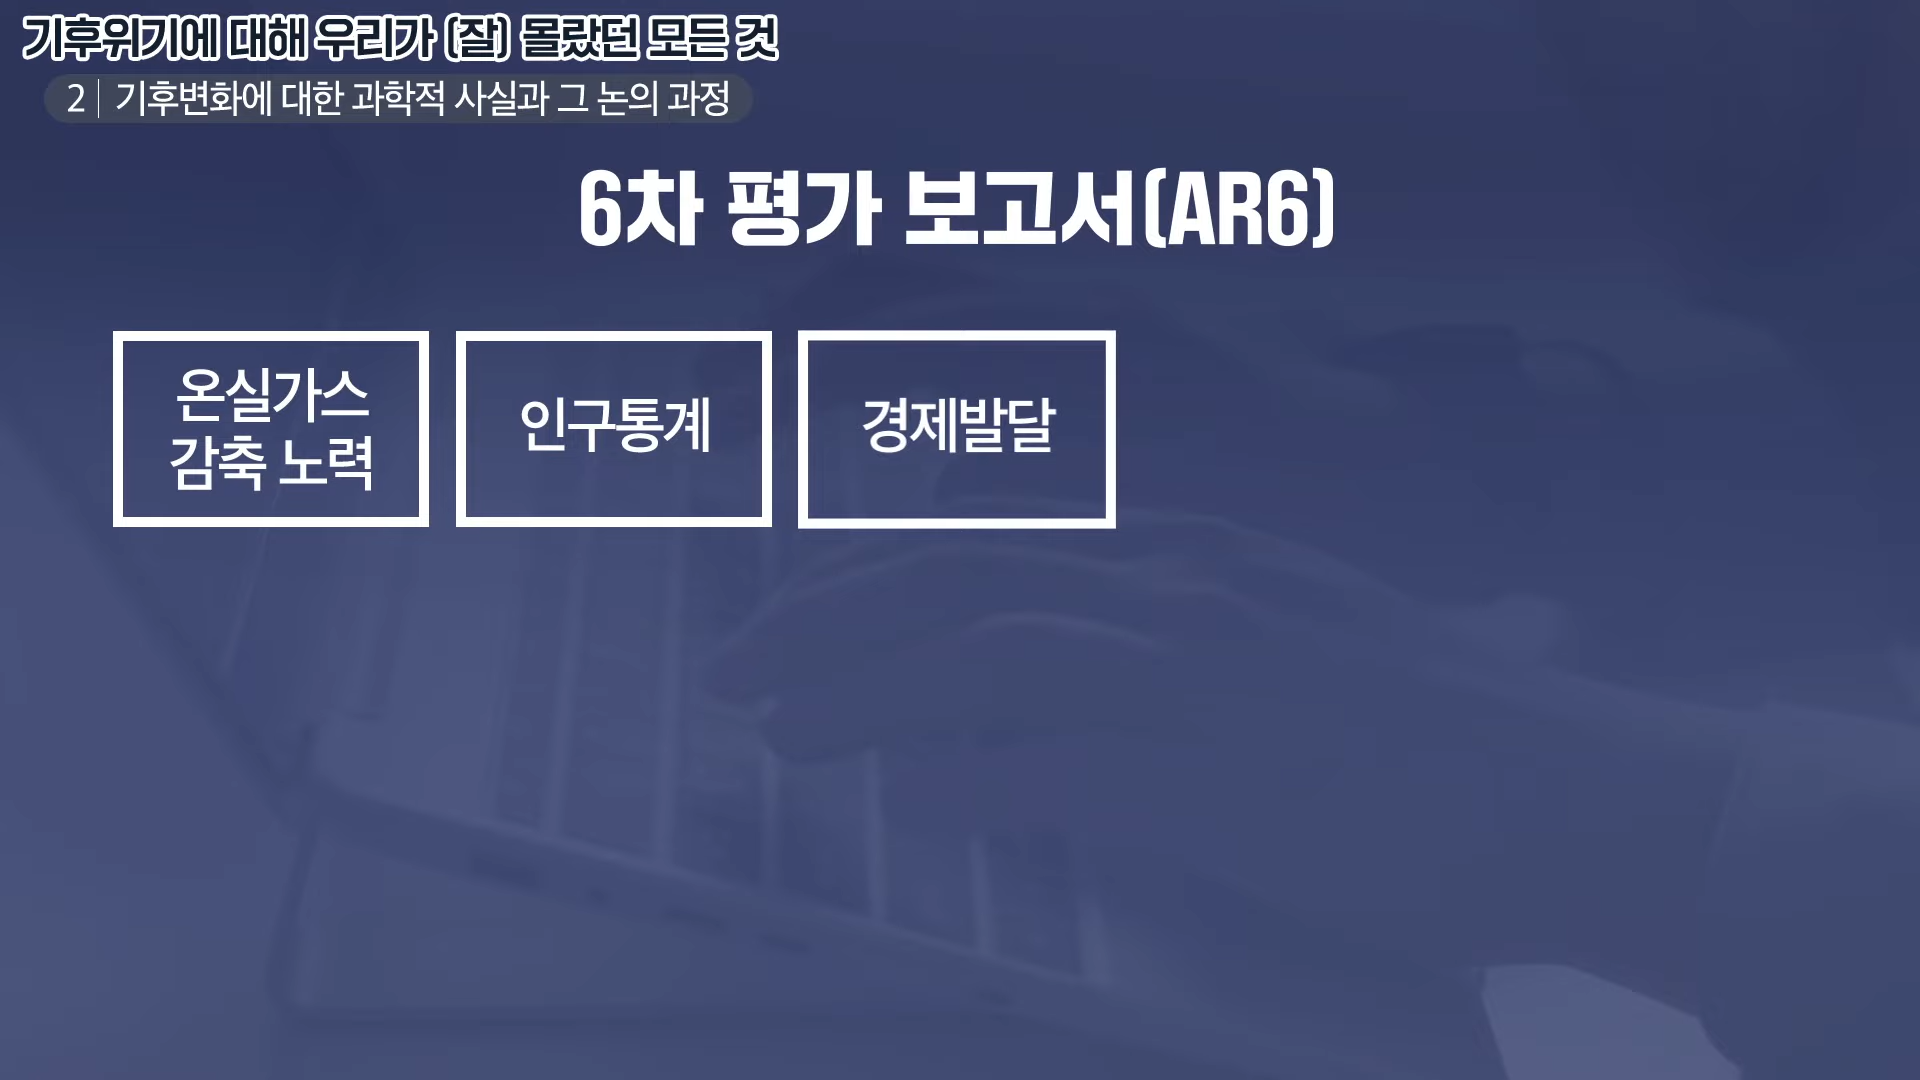 기후위기에 대해 우리가 (잘) 몰랐던 모든 것
2 | 기후변화에 대한 과학적 사실과 그 논의 과정
6차 평가 보고서(AR6)
온실가스
감축 노력
인구통계
경제발달